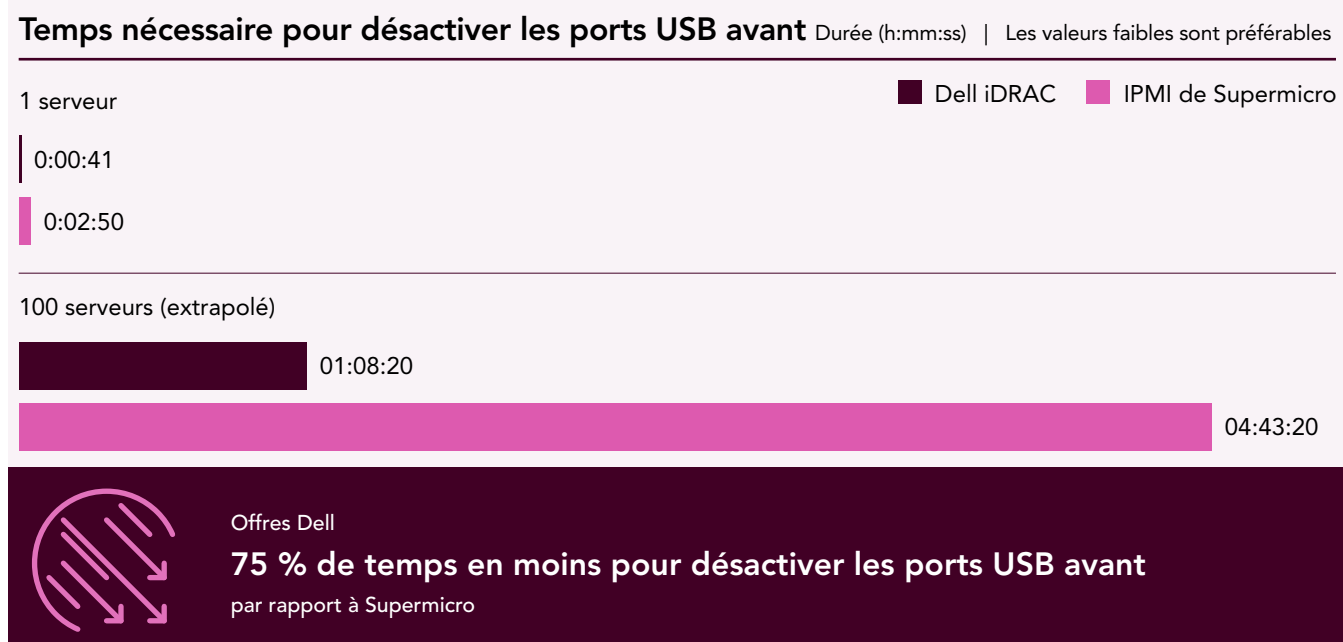 Temps nécessaire pour désactiver les ports USB avant Durée (h:mm:ss) | Les valeurs faibles sont préférables
Dell iDRAC IPMI de Supermicro
1 serveur
0:00:41
0:02:50
100 serveurs (extrapolé)
01:08:20
04:43:20
Offres Dell
75 % de temps en moins pour désactiver les ports USB avant
par rapport à Supermicro